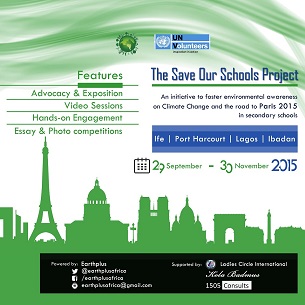 UN
Volunteers
inspiration in action
Features
Advocacy & Exposition
Video Sessions
Hands-on Engagement
Essay & Photo competitions
The Save Our Schools Project
An initiative to foster environmental awareness
on Climate Change and the road to Paris 2015
in secondary schools
Ife | Port Harcourt | Lagos | Ibadan
29 September - 30 November 2015
Powered by: Earthplus
@earthplusafrica
@earthplusafrica
earthplusafrica@gmail.com
Supported by: Ladies Circle International
Kola Badmus
1505 Consults